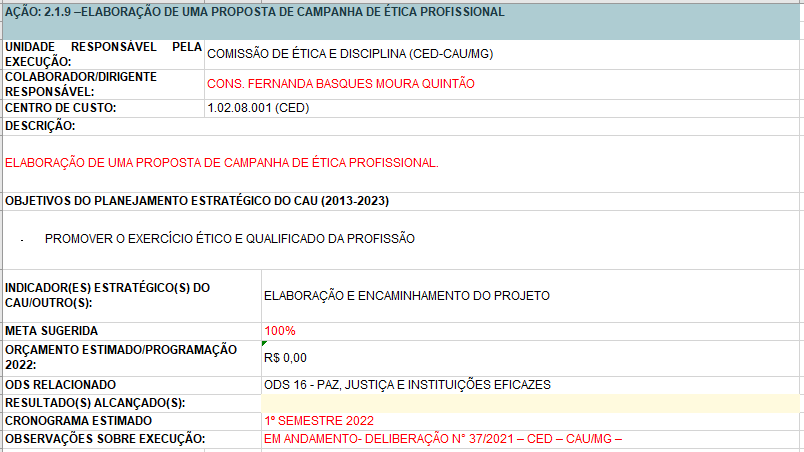 AÇÃO: 2.1.9 –ELABORAÇÃO DE UMA PROPOSTA DE CAMPANHA DE ÉTICA PROFISSIONAL
UNIDADE RESPONSÁVEL PELA EXECUÇÃO:
COMISSÃO DE ÉTICA E DISCIPLINA (CED-CAU/MG)
COLABORADOR/DIRIGENTE RESPONSÁVEL:
CONS. FERNANDA BASQUES MOURA QUINTÃO
CENTRO DE CUSTO:
1.02.08.001 (CED)
DESCRIÇÃO:
ELABORAÇÃO DE UMA PROPOSTA DE CAMPANHA DE ÉTICA PROFISSIONAL.
OBJETIVOS DO PLANEJAMENTO ESTRATÉGICO DO CAU (2013-2023)
- PROMOVER O EXERCÍCIO ÉTICO E QUALIFICADO DA PROFISSÃO
INDICADOR(ES) ESTRATÉGICO(S) DO CAU/OUTRO(S):
ELABORAÇÃO E ENCAMINHAMENTO DO PROJETO
META SUGERIDA
100%
ORÇAMENTO ESTIMADO/PROGRAMAÇÃO 2022:
R$ 0,00
ODS RELACIONADO
ODS 16 - PAZ, JUSTIÇA E INSTITUIÇÕES EFICAZES
RESULTADO(S) ALCANÇADO(S):
CRONOGRAMA ESTIMADO
1º SEMESTRE 2022
OBSERVAÇÕES SOBRE EXECUÇÃO:
EM ANDAMENTO- DELIBERAÇÃO N° 37/2021 – CED – CAU/MG –